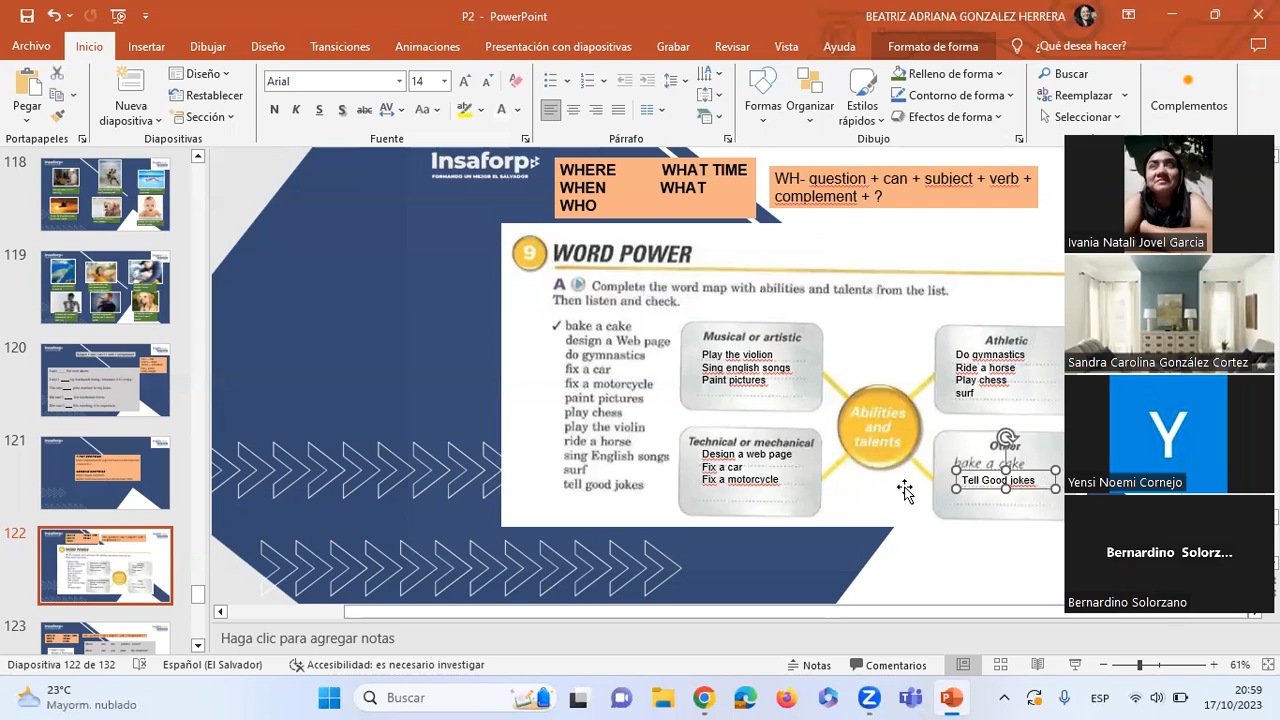 P2 - PowerPoint
BEATRIZ ADRIANA GONZALEZ HERRERA
Archivo Inicio Insertar Dibujar Diseño Transiciones Animaciones Presentación con diapositivas Grabar Revisar Vista Ayuda Formato de forma ¿Qué desea hacer?
Pegar
Nueva diapositiva
Diseño
Restablecer
Sección
Arial 14
N K S S abc AV Aa A
Formas Organizar Estilos rápidos
Relleno de forma
Contorno de forma
Efectos de forma
Buscar
Reemplazar
Seleccionar
Complementos
Portapapeles Diapositivas Fuente Párrafo Dibujo
118
119
120
121
122
123
Insaforp
FORMANDO UN MEJOR EL SALVADOR
WHERE WHAT TIME
WHEN WHAT
WHO
WH- question + can + subject + verb +
complement + ?
9 WORD POWER
A Complete the word map with abilities and talents from the list.
Then listen and check.
✓ bake a cake
design a Web page
do gymnastics
fix a car
fix a motorcycle
paint pictures
play chess
play the violin
ride a horse
sing English songs
surf
tell good jokes
Musical or artistic
Play the violion
Sing english songs
Paint pictures
Technical or mechanical
Design a web page
Fix a car
Fix a motorcycle
Abilities
and
talents
Athletic
Do gymnastic
Ride a horse
Play chess
surf
Other
bake a cake
Tell Good jokes
Ivania Natali Jovel Garcia
Sandra Carolina González Cortez
Y
Yensi Noemi Cornejo
Bernardino Solorz...
Bernardino Solorzano
Haga clic para agregar notas
Diapositiva 122 de 132 Español (El Salvador) Accesibilidad: es necesario investigar Notas Comentarios 61%
23°C
Mayorm. nublado
Buscar
ESP
20:59
17/10/2023